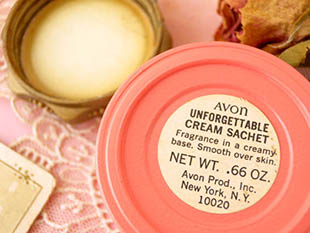 AVON
UNFORGETTABLE
CREAM SACHET
Fragrance in a creamy
base. Smooth over skin.
NET WT. .66 OZ.
Avon Prod., Inc.
New York, N.Y.
10020